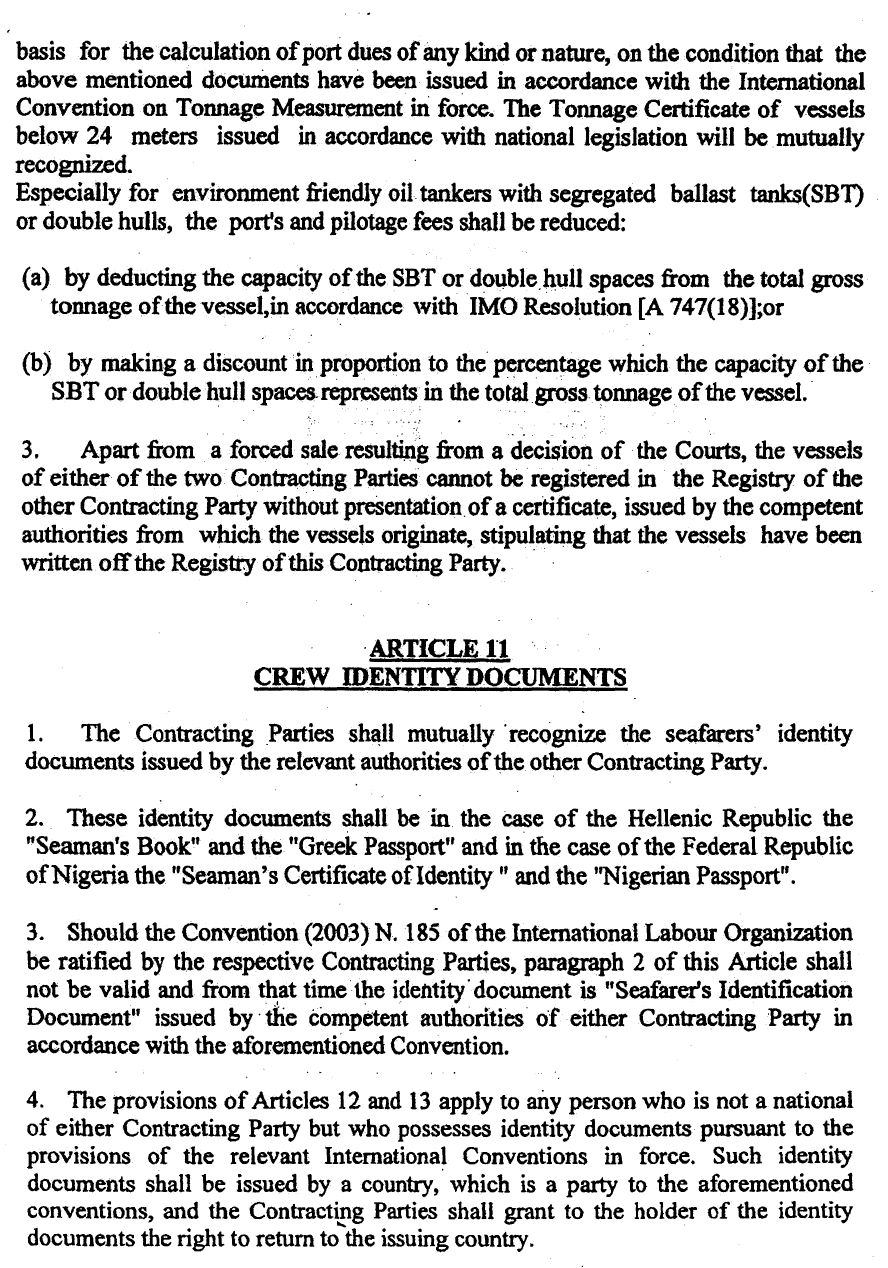 basis for the calculation of port dues of any kind or nature, on the condition that the
above mentioned documents have been issued in accordance with the International
Convention on Tonnage Measurement in force. The Tonnage Certificate of vessels
below 24 meters issued in accordance with national legislation will be mutually
recognized.
Especially for environment friendly oil tankers with segregated ballast tanks(SBT)
or double hulls, the port's and pilotage fees shall be reduced:
(a) by deducting the capacity of the SBT or double hull spaces from the total gross
tonnage of the vessel,in accordance with IMO Resolution [A 747(18)];or
(b) by making a discount in proportion to the percentage which the capacity of the
SBT or double hull spaces represents in the total gross tonnage of the vessel.
3. Apart from a forced sale resulting from a decision of the Courts, the vessels
of either of the two Contracting Parties cannot be registered in the Registry of the
other Contracting Party without presentation of a certificate, issued by the competent
authorities from which the vessels originate, stipulating that the vessels have been
written off the Registry of this Contracting Party.
ARTICLE 11
CREW IDENTITY DOCUMENTS
1. The Contracting Parties shall mutually recognize the seafarers' identity
documents issued by the relevant authorities of the other Contracting Party.
2. These identity documents shall be in the case of the Hellenic Republic the
"Seaman's Book" and the "Greek Passport" and in the case of the Federal Republic
of Nigeria the "Seaman's Certificate of Identity " and the "Nigerian Passport".
3. Should the Convention (2003) N. 185 of the International Labour Organization
be ratified by the respective Contracting Parties, paragraph 2 of this Article shall
not be valid and from that time the identity document is "Seafarer's Identification
Document" issued by the competent authorities of either Contracting Party in
accordance with the aforementioned Convention.
4. The provisions of Articles 12 and 13 apply to any person who is not a national
of either Contracting Party but who possesses identity documents pursuant to the
provisions of the relevant International Conventions in force. Such identity
documents shall be issued by a country, which is a party to the aforementioned
conventions, and the Contracting Parties shall grant to the holder of the identity
documents the right to return to the issuing country.